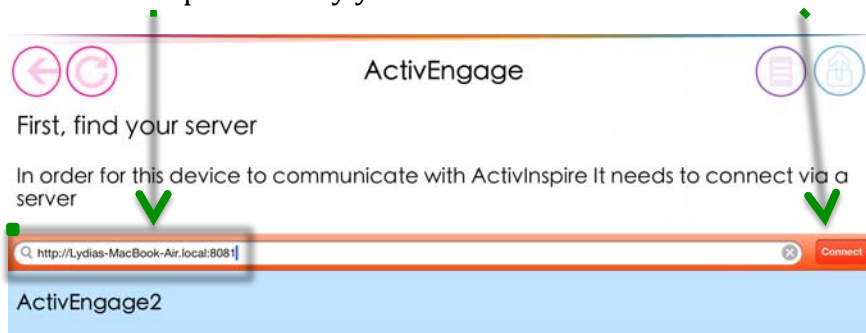 ActivEngage
First, find your server
In order for this device to communicate with ActivInspire It needs to connect via a
server
http://Lydias-MacBook-Air.local:8081
Connect
ActivEngage2